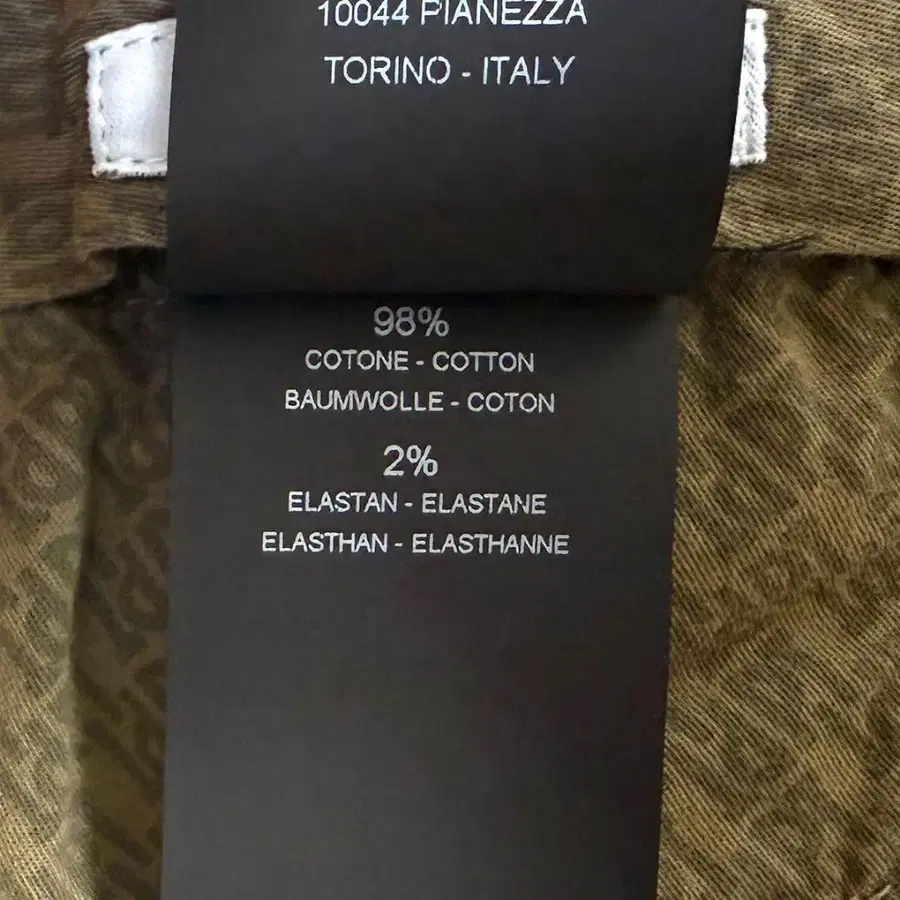 10044 PIANEZZA
TORINO - ITALY
98%
COTONE - COTTON
BAUMWOLLE - COTON
2%
ELASTAN - ELASTANE
ELASTHAN - ELASTHANNE